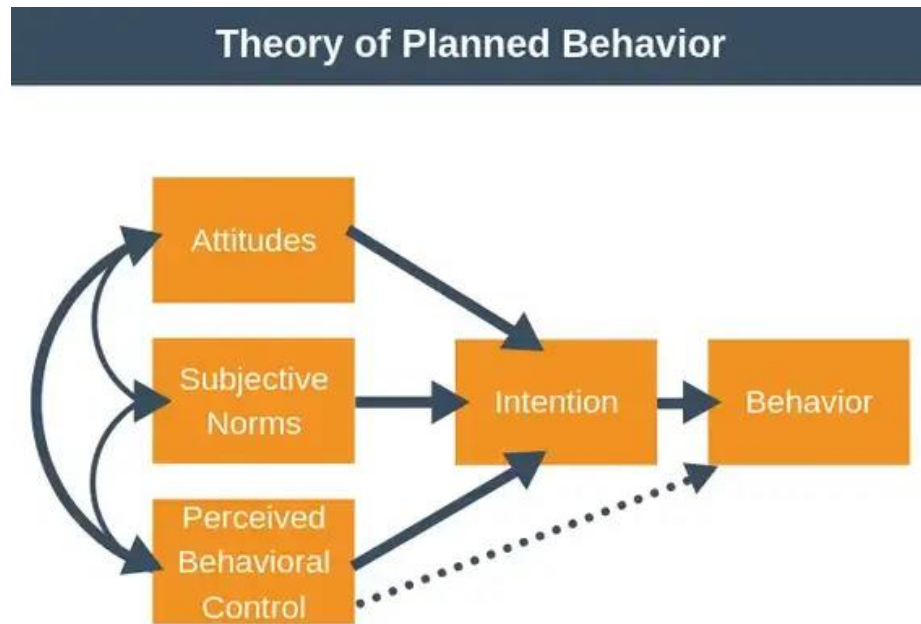 Theory of Planned Behavior
Attitudes
Subjective
Norms
Perceived
Behavioral
Control
Intention
Behavior